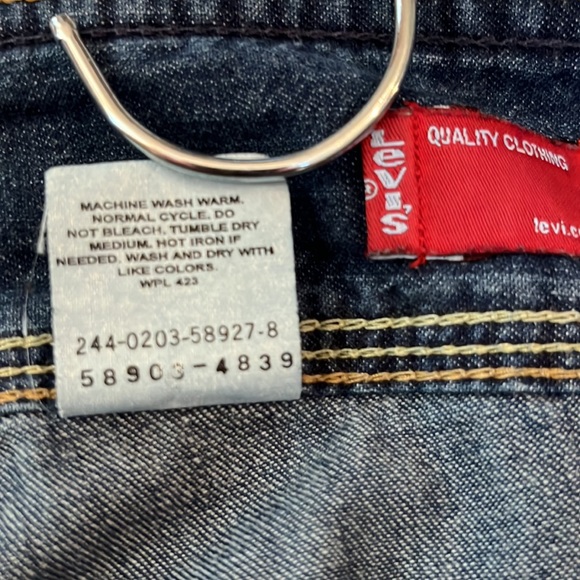 MACHINE WASH WARM.
NORMAL CYCLE. DO
NOT BLEACH. TUMBLE DRY
MEDIUM. HOT IRON IF
NEEDED. WASH AND DRY WITH
LIKE COLORS.
WPL 423
244-0203-58927-8
58903-4839
LEVI'S
®
QUALITY CLOTHING
levi.c